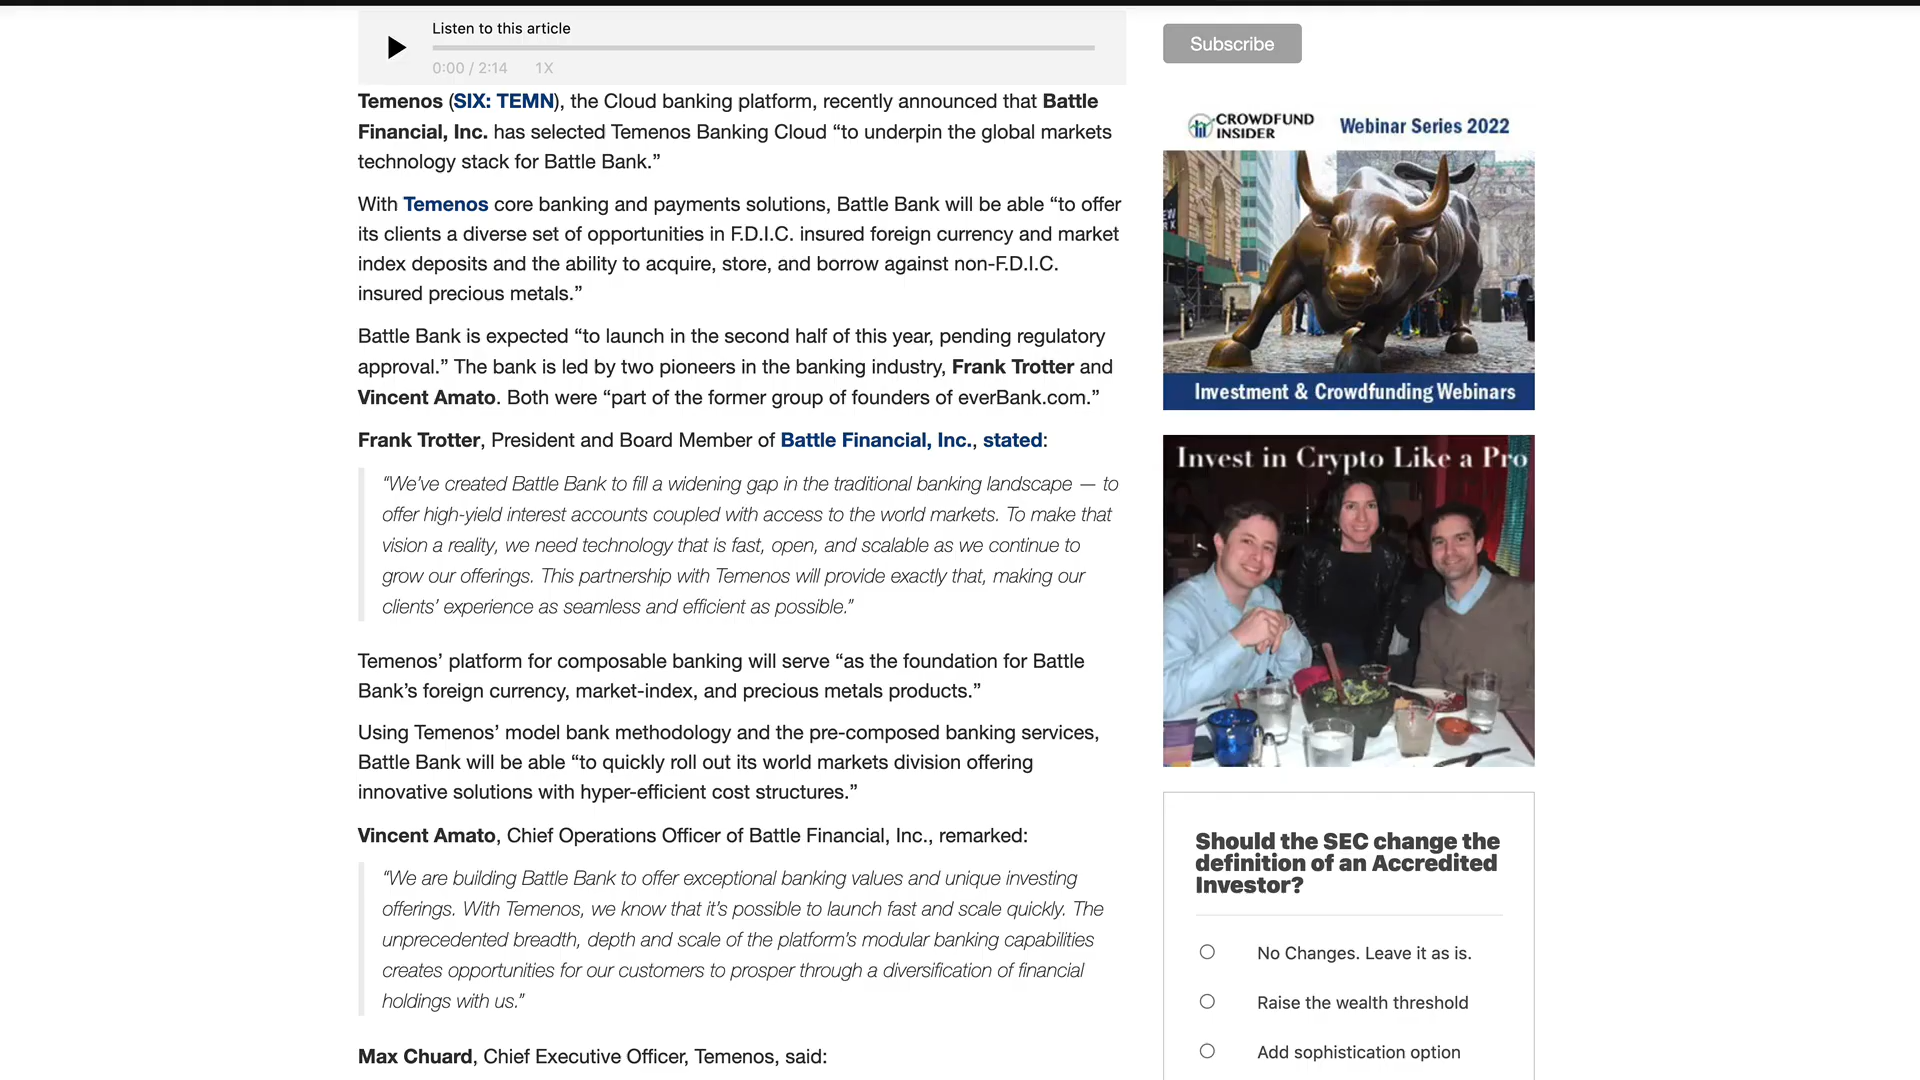 Listen to this article
0:00 / 2:14 1X
Temenos (SIX: TEMN), the Cloud banking platform, recently announced that Battle
Financial, Inc. has selected Temenos Banking Cloud “to underpin the global markets
technology stack for Battle Bank.”
With Temenos core banking and payments solutions, Battle Bank will be able “to offer
its clients a diverse set of opportunities in F.D.I.C. insured foreign currency and market
index deposits and the ability to acquire, store, and borrow against non-F.D.I.C.
insured precious metals.”
Battle Bank is expected “to launch in the second half of this year, pending regulatory
approval.” The bank is led by two pioneers in the banking industry, Frank Trotter and
Vincent Amato. Both were “part of the former group of founders of everBank.com.”
Frank Trotter, President and Board Member of Battle Financial, Inc., stated:
“We’ve created Battle Bank to fill a widening gap in the traditional banking landscape — to
offer high-yield interest accounts coupled with access to the world markets. To make that
vision a reality, we need technology that is fast, open, and scalable as we continue to
grow our offerings. This partnership with Temenos will provide exactly that, making our
clients’ experience as seamless and efficient as possible.”
Temenos’ platform for composable banking will serve “as the foundation for Battle
Bank’s foreign currency, market-index, and precious metals products.”
Using Temenos’ model bank methodology and the pre-composed banking services,
Battle Bank will be able “to quickly roll out its world markets division offering
innovative solutions with hyper-efficient cost structures.”
Vincent Amato, Chief Operations Officer of Battle Financial, Inc., remarked:
“We are building Battle Bank to offer exceptional banking values and unique investing
offerings. With Temenos, we know that it’s possible to launch fast and scale quickly. The
unprecedented breadth, depth and scale of the platform’s modular banking capabilities
creates opportunities for our customers to prosper through a diversification of financial
holdings with us.”
Max Chuard, Chief Executive Officer, Temenos, said:
Subscribe
CROWDFUND
INSIDER
Webinar Series 2022
Investment & Crowdfunding Webinars
Invest in Crypto Like a Pro
Should the SEC change the
definition of an Accredited
Investor?
No Changes. Leave it as is.
Raise the wealth threshold
Add sophistication option